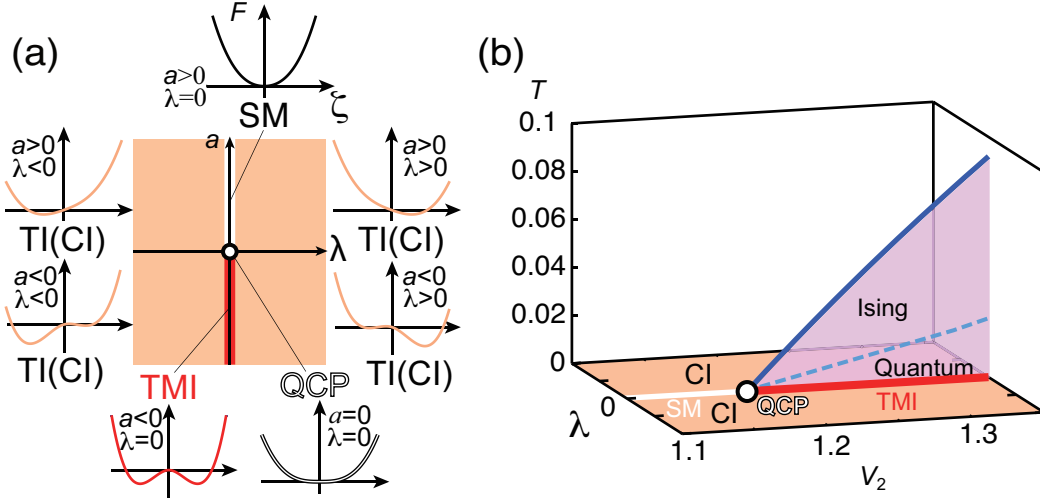 (a)
F
a>0
λ=0
ζ
SM
a>0
λ<0
TI(CI)
a
a>0
λ>0
TI(CI)
λ
a<0
λ<0
TI(CI)
a<0
λ>0
TI(CI)
TMI
QCP
a<0
λ=0
a=0
λ=0
(b)
T
0.1
0.08
0.06
0.04
0.02
0
Ising
Quantum
CI
SM
CI
QCP
TMI
0
λ
1.1
1.2
1.3
V₂